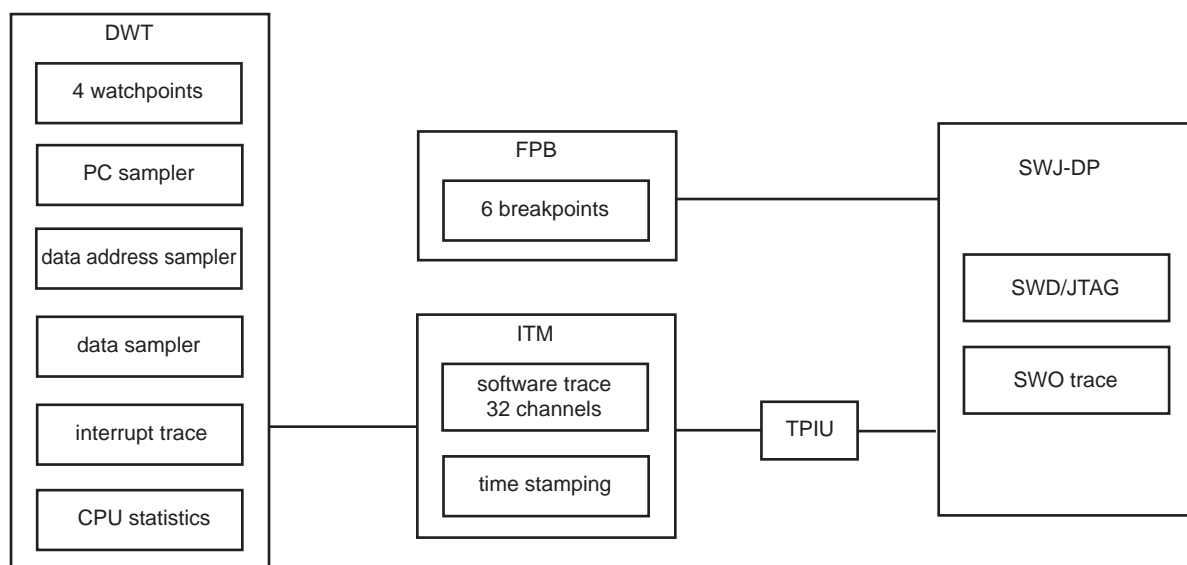 DWT
4 watchpoints
PC sampler
data address sampler
data sampler
interrupt trace
CPU statistics
FPB
6 breakpoints
ITM
software trace
32 channels
time stamping
TPIU
SWJ-DP
SWD/JTAG
SWO trace